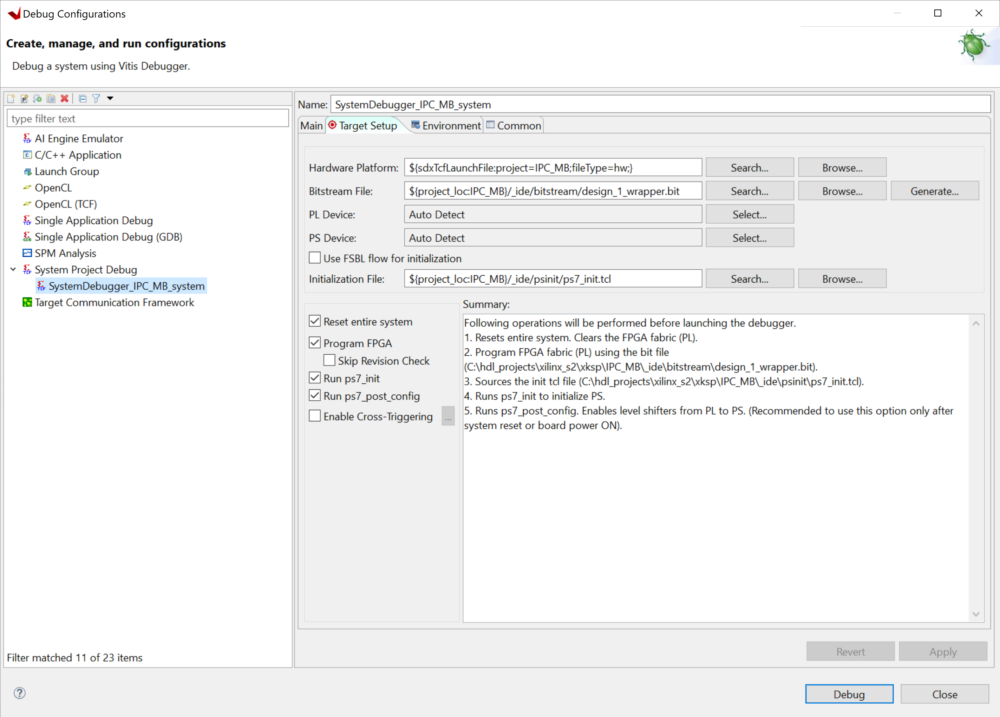 Debug Configurations
Create, manage, and run configurations
Debug a system using Vitis Debugger.
type filter text
AI Engine Emulator
C/C++ Application
Launch Group
OpenCL
OpenCL (TCF)
Single Application Debug
Single Application Debug (GDB)
SPM Analysis
System Project Debug
SystemDebugger_IPC_MB_system
Target Communication Framework
Filter matched 11 of 23 items
Name: SystemDebugger_IPC_MB_system
Main Target Setup Environment Common
Hardware Platform: ${sdxTcfLaunchFile:project=IPC_MB;fileType=hw;} Search... Browse...
Bitstream File: ${project_loc:IPC_MB}/_ide/bitstream/design_1_wrapper.bit Search... Browse... Generate...
PL Device: Auto Detect Select...
PS Device: Auto Detect Select...
Use FSBL flow for initialization
Initialization File: ${project_loc:IPC_MB}/_ide/psinit/ps7_init.tcl Search... Browse...
Reset entire system
Program FPGA
Skip Revision Check
Run ps7_init
Run ps7_post_config
Enable Cross-Triggering ...
Summary:
Following operations will be performed before launching the debugger.
1. Resets entire system. Clears the FPGA fabric (PL).
2. Program FPGA fabric (PL) using the bit file
(C:\hdl_projects\xilinx_s2\xksp\IPC_MB\_ide\bitstream\design_1_wrapper.bit).
3. Sources the init tcl file (C:\hdl_projects\xilinx_s2\xksp\IPC_MB\_ide\psinit\ps7_init.tcl).
4. Runs ps7_init to initialize PS.
5. Runs ps7_post_config. Enables level shifters from PL to PS. (Recommended to use this option only after
system reset or board power ON).
Revert Apply
Debug Close